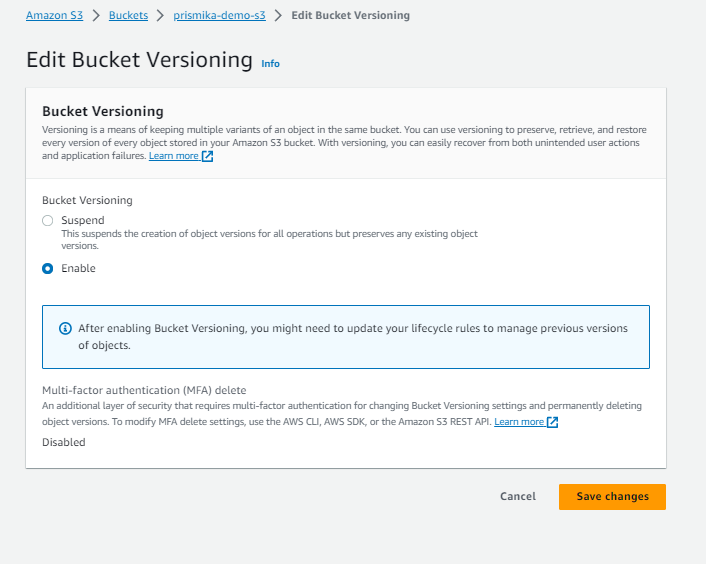 Amazon S3 > Buckets > prismika-demo-s3 > Edit Bucket Versioning
Edit Bucket Versioning Info
Bucket Versioning
Versioning is a means of keeping multiple variants of an object in the same bucket. You can use versioning to preserve, retrieve, and restore
every version of every object stored in your Amazon S3 bucket. With versioning, you can easily recover from both unintended user actions
and application failures. Learn more
Bucket Versioning
Suspend
This suspends the creation of object versions for all operations but preserves any existing object
versions.
Enable
After enabling Bucket Versioning, you might need to update your lifecycle rules to manage previous versions
of objects.
Multi-factor authentication (MFA) delete
An additional layer of security that requires multi-factor authentication for changing Bucket Versioning settings and permanently deleting
object versions. To modify MFA delete settings, use the AWS CLI, AWS SDK, or the Amazon S3 REST API. Learn more
Disabled
Cancel Save changes